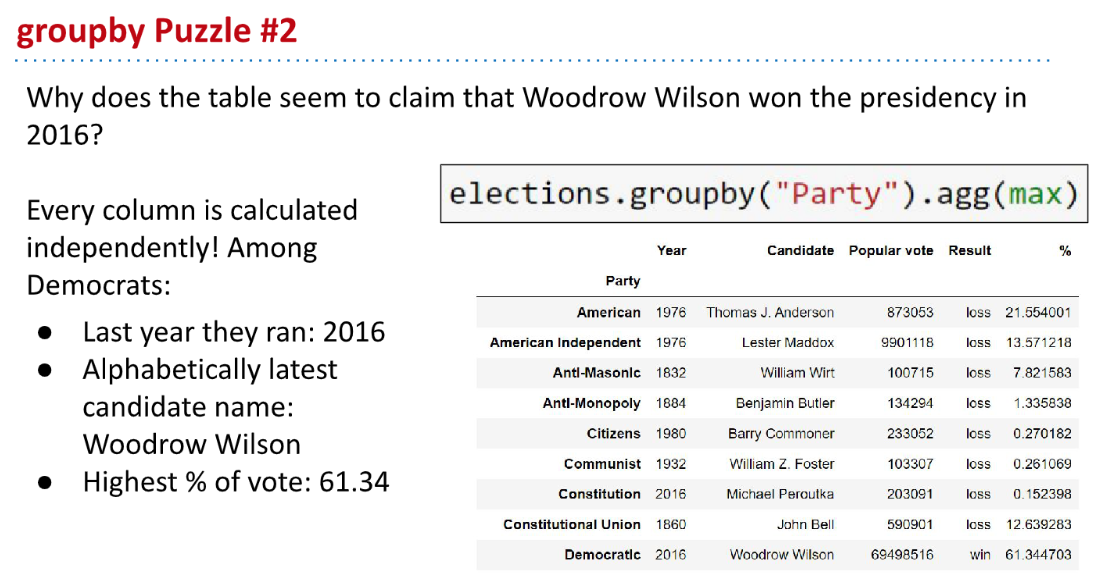 groupby Puzzle #2
Why does the table seem to claim that Woodrow Wilson won the presidency in
2016?
Every column is calculated
independently! Among
Democrats:
● Last year they ran: 2016
● Alphabetically latest
candidate name:
Woodrow Wilson
● Highest % of vote: 61.34
elections.groupby("Party").agg(max)
Year Candidate Popular vote Result %
Party
American 1976 Thomas J. Anderson 873053 loss 21.554001
American Independent 1976 Lester Maddox 9901118 loss 13.571218
Anti-Masonic 1832 William Wirt 100715 loss 7.821583
Anti-Monopoly 1884 Benjamin Butler 134294 loss 1.335838
Citizens 1980 Barry Commoner 233052 loss 0.270182
Communist 1932 William Z. Foster 103307 loss 0.261069
Constitution 2016 Michael Peroutka 203091 loss 0.152398
Constitutional Union 1860 John Bell 590901 loss 12.639283
Democratic 2016 Woodrow Wilson 69498516 win 61.344703